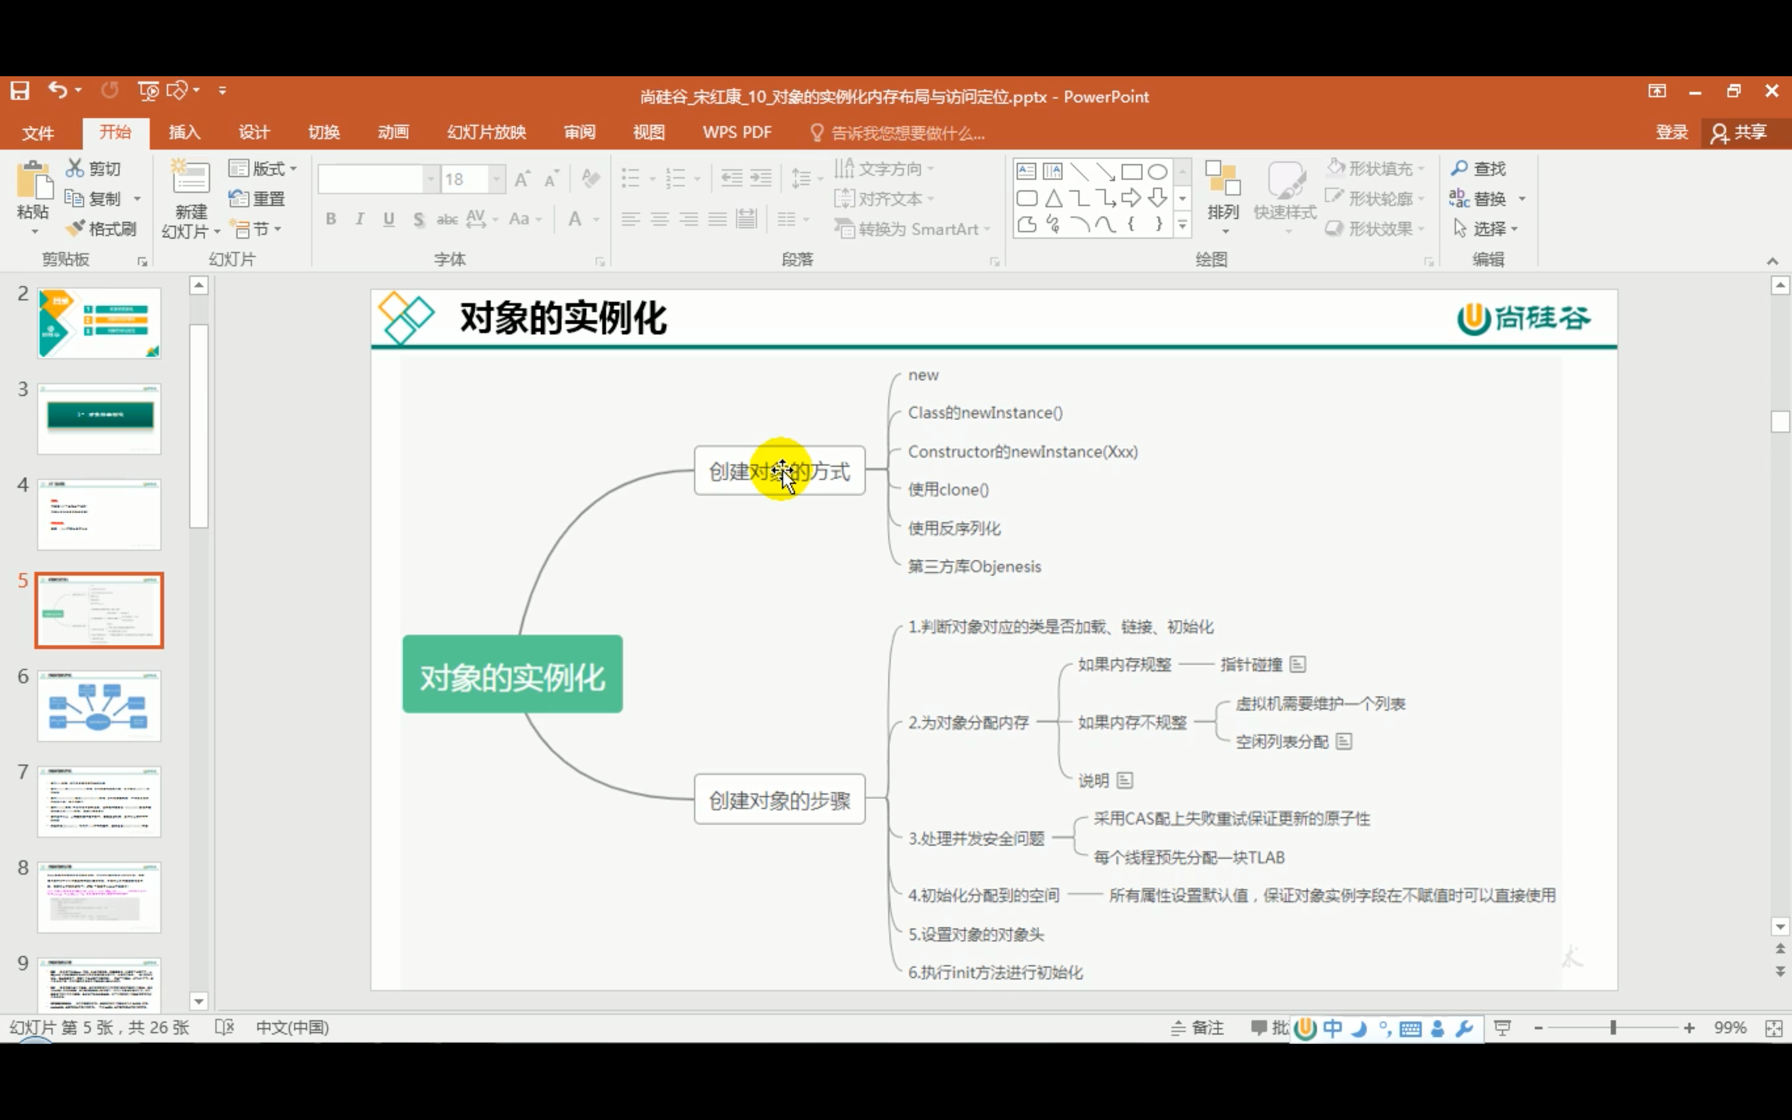 尚硅谷_宋红康_10_对象的实例化内存布局与访问定位.pptx - PowerPoint
文件 开始 插入 设计 切换 动画 幻灯片放映 审阅 视图 WPS PDF 告诉我您想要做什么... 登录 共享
剪切 版式 18 文字方向 形状填充 查找
粘贴 复制 新建 重置 对齐文本 排列 快速样式 形状轮廓 替换
格式刷 幻灯片 节 B I U S abc AV Aa A 转换为 SmartArt 形状效果 选择
剪贴板 幻灯片 字体 段落 绘图 编辑
2
3
4
5
6
7
8
9
对象的实例化
尚硅谷
new
Class的newInstance()
Constructor的newInstance(Xxx)
创建对象的方式
使用clone()
使用反序列化
第三方库Objenesis
对象的实例化
1.判断对象对应的类是否加载、链接、初始化
如果内存规整 指针碰撞
虚拟机需要维护一个列表
2.为对象分配内存 如果内存不规整
空闲列表分配
说明
创建对象的步骤
采用CAS配上失败重试保证更新的原子性
3.处理并发安全问题
每个线程预先分配一块TLAB
4.初始化分配到的空间 所有属性设置默认值，保证对象实例字段在不赋值时可以直接使用
5.设置对象的对象头
6.执行init方法进行初始化
幻灯片 第 5 张，共 26 张 中文(中国) 备注 批 中 99%